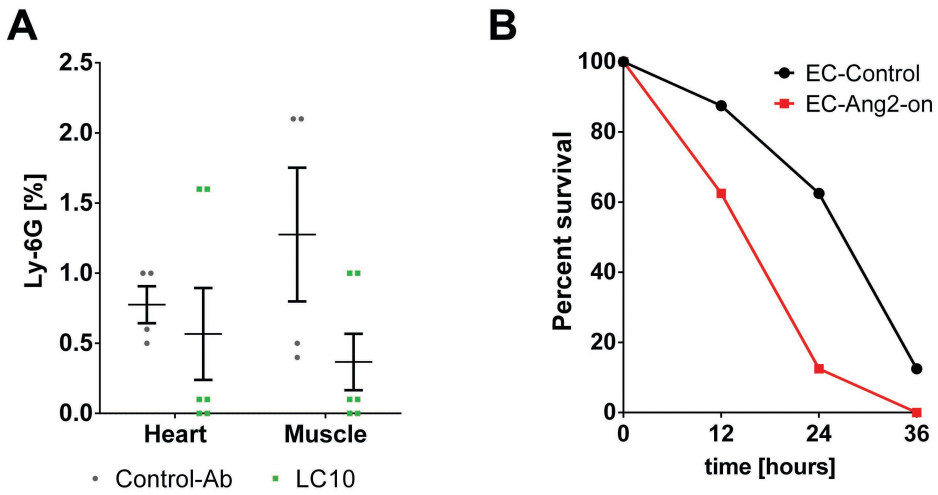 A
Ly-6G [%]
2.5
2.0
1.5
1.0
0.5
0.0
Heart
Muscle
Control-Ab
LC10
B
Percent survival
100
80
60
40
20
0
EC-Control
EC-Ang2-on
0
12
24
36
time [hours]